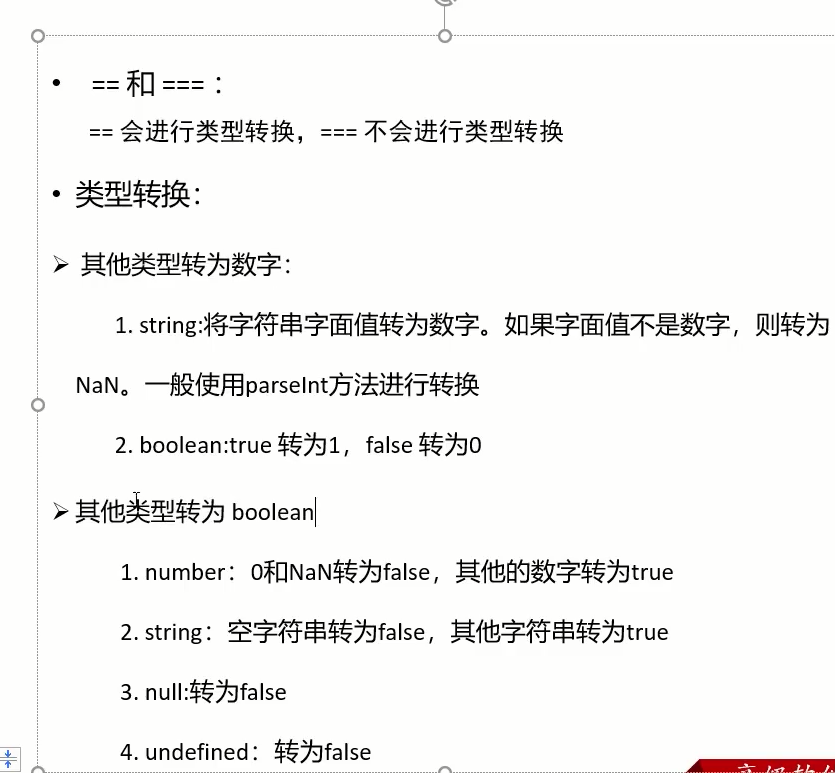 • == 和 === ：
== 会进行类型转换，=== 不会进行类型转换
• 类型转换：
➢ 其他类型转为数字：
1. string:将字符串字面值转为数字。如果字面值不是数字，则转为
NaN。一般使用parseInt方法进行转换
2. boolean:true 转为1，false 转为0
➢ 其他类型转为 boolean
1. number：0和NaN转为false，其他的数字转为true
2. string：空字符串转为false，其他字符串转为true
3. null:转为false
4. undefined：转为false